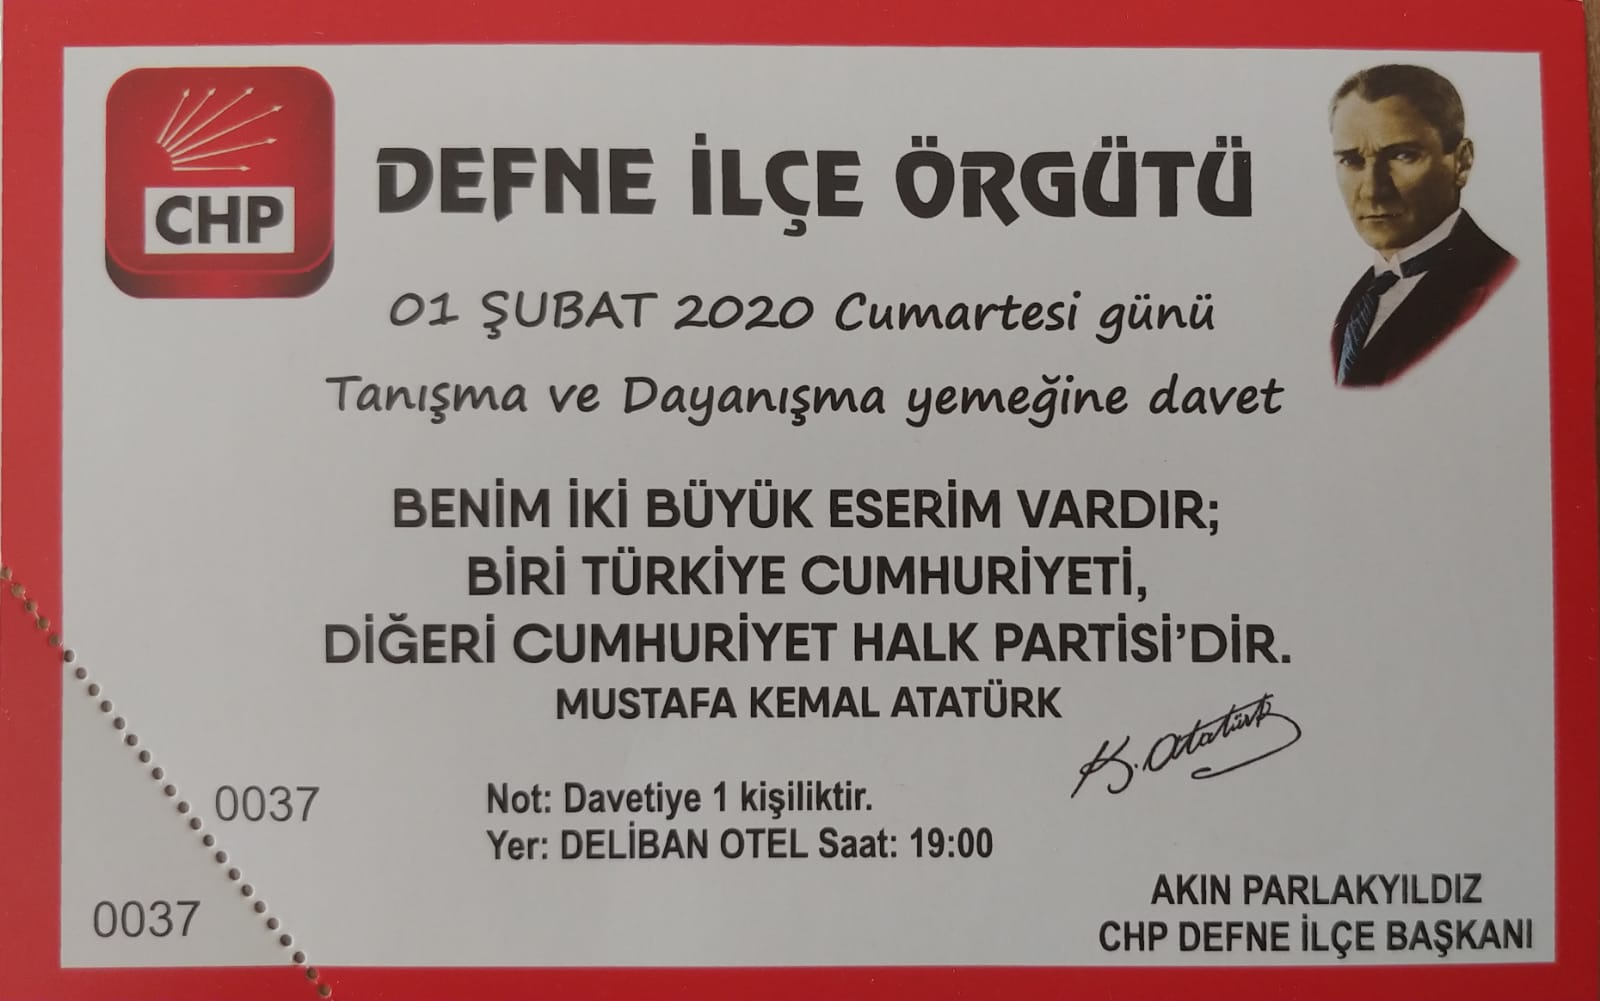 CHP
DEFNE İLÇE ÖRGÜTÜ
01 ŞUBAT 2020 Cumartesi günü
Tanışma ve Dayanışma yemeğine davet
BENİM İKİ BÜYÜK ESERİM VARDIR;
BİRİ TÜRKİYE CUMHURİYETİ,
DİĞERİ CUMHURİYET HALK PARTİSİ'DİR.
MUSTAFA KEMAL ATATÜRK
K. Atatürk
0037
Not: Davetiye 1 kişiliktir.
Yer: DELİBAN OTEL Saat: 19:00
0037
AKIN PARLAKYILDIZ
CHP DEFNE İLÇE BAŞKANI